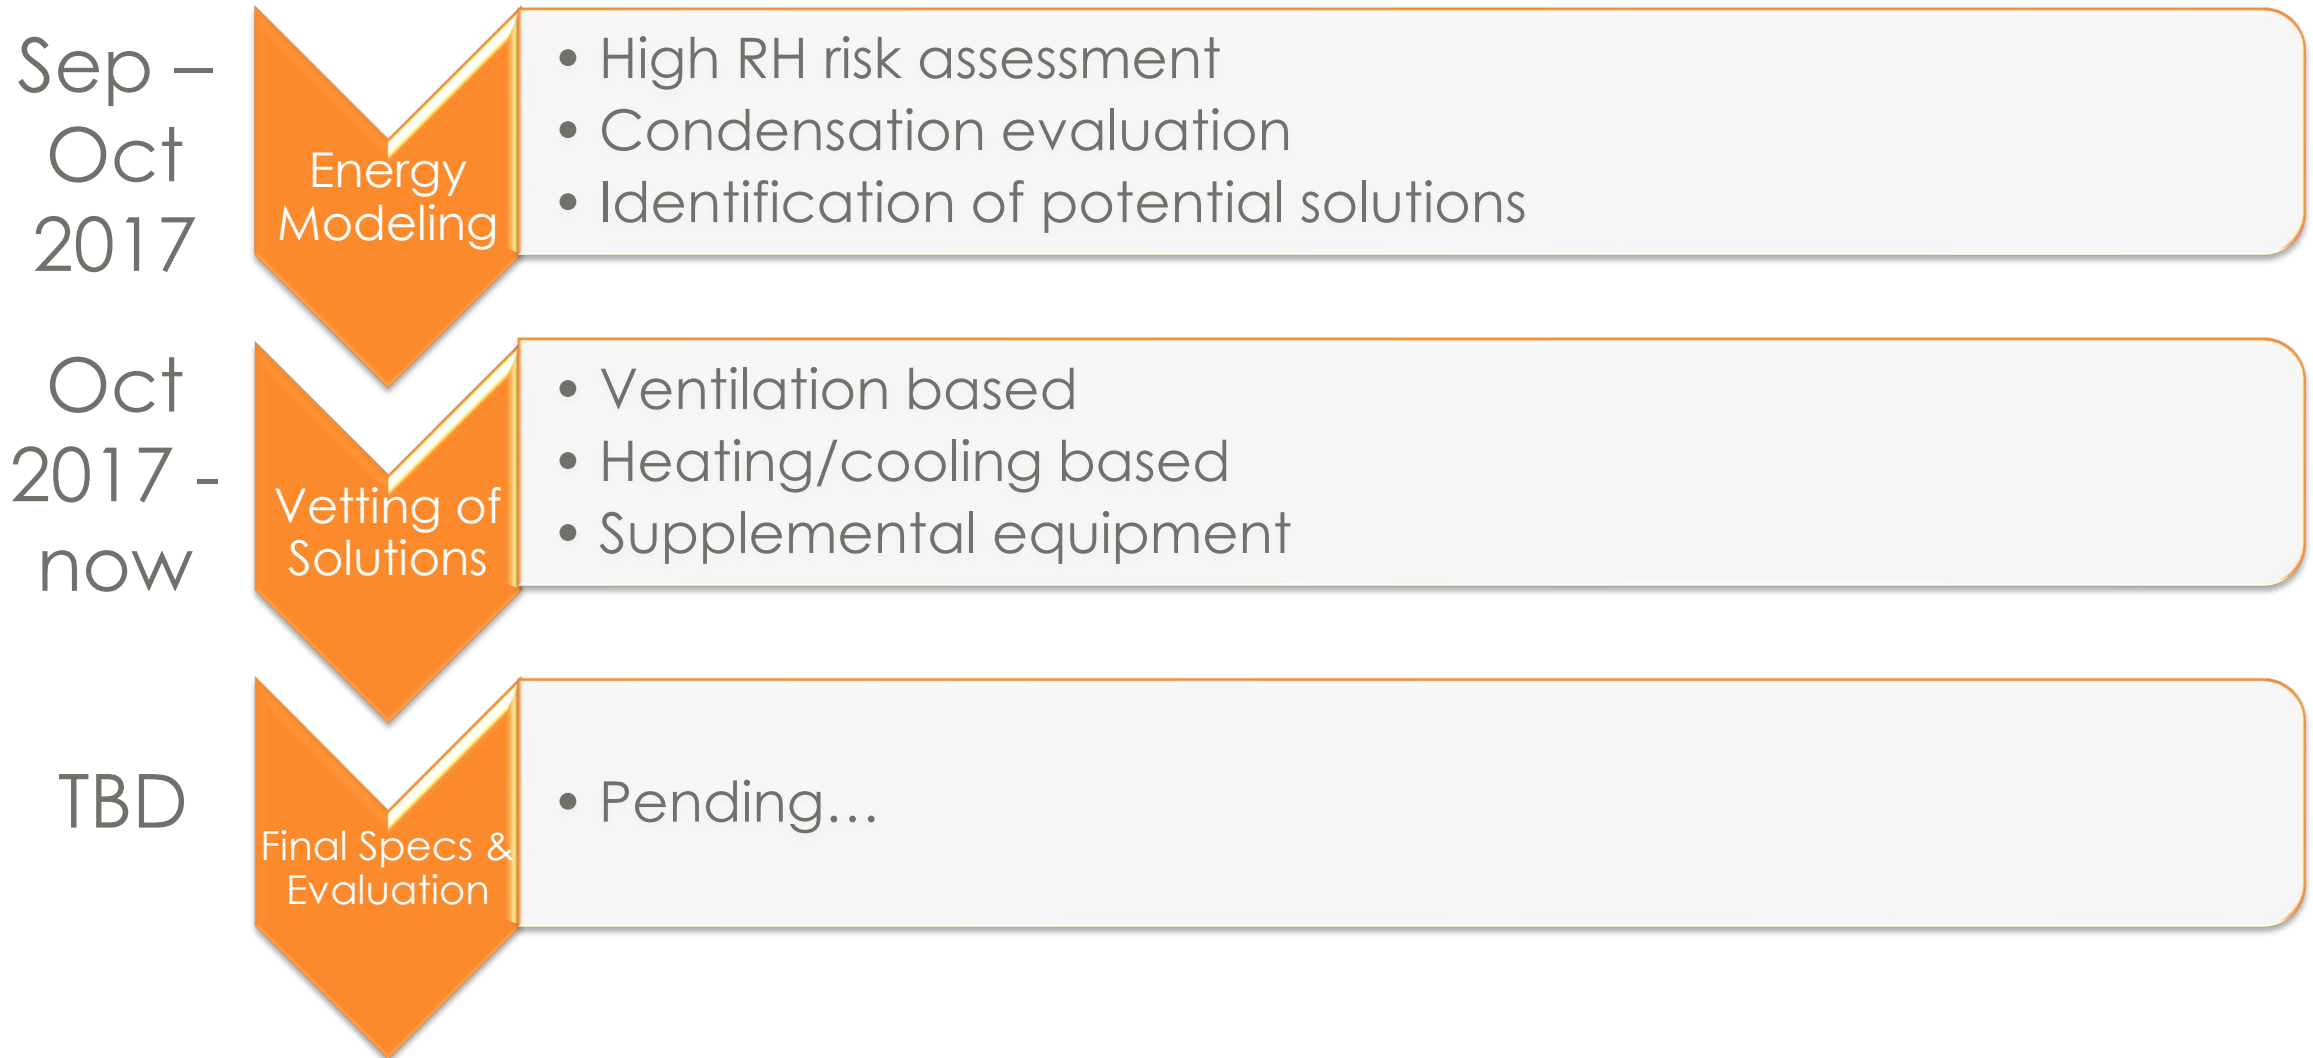 Sep –
Oct
2017
Energy
Modeling
• High RH risk assessment
• Condensation evaluation
• Identification of potential solutions
Oct
2017 -
now
Vetting of
Solutions
• Ventilation based
• Heating/cooling based
• Supplemental equipment
TBD
Final Specs &
Evaluation
• Pending…